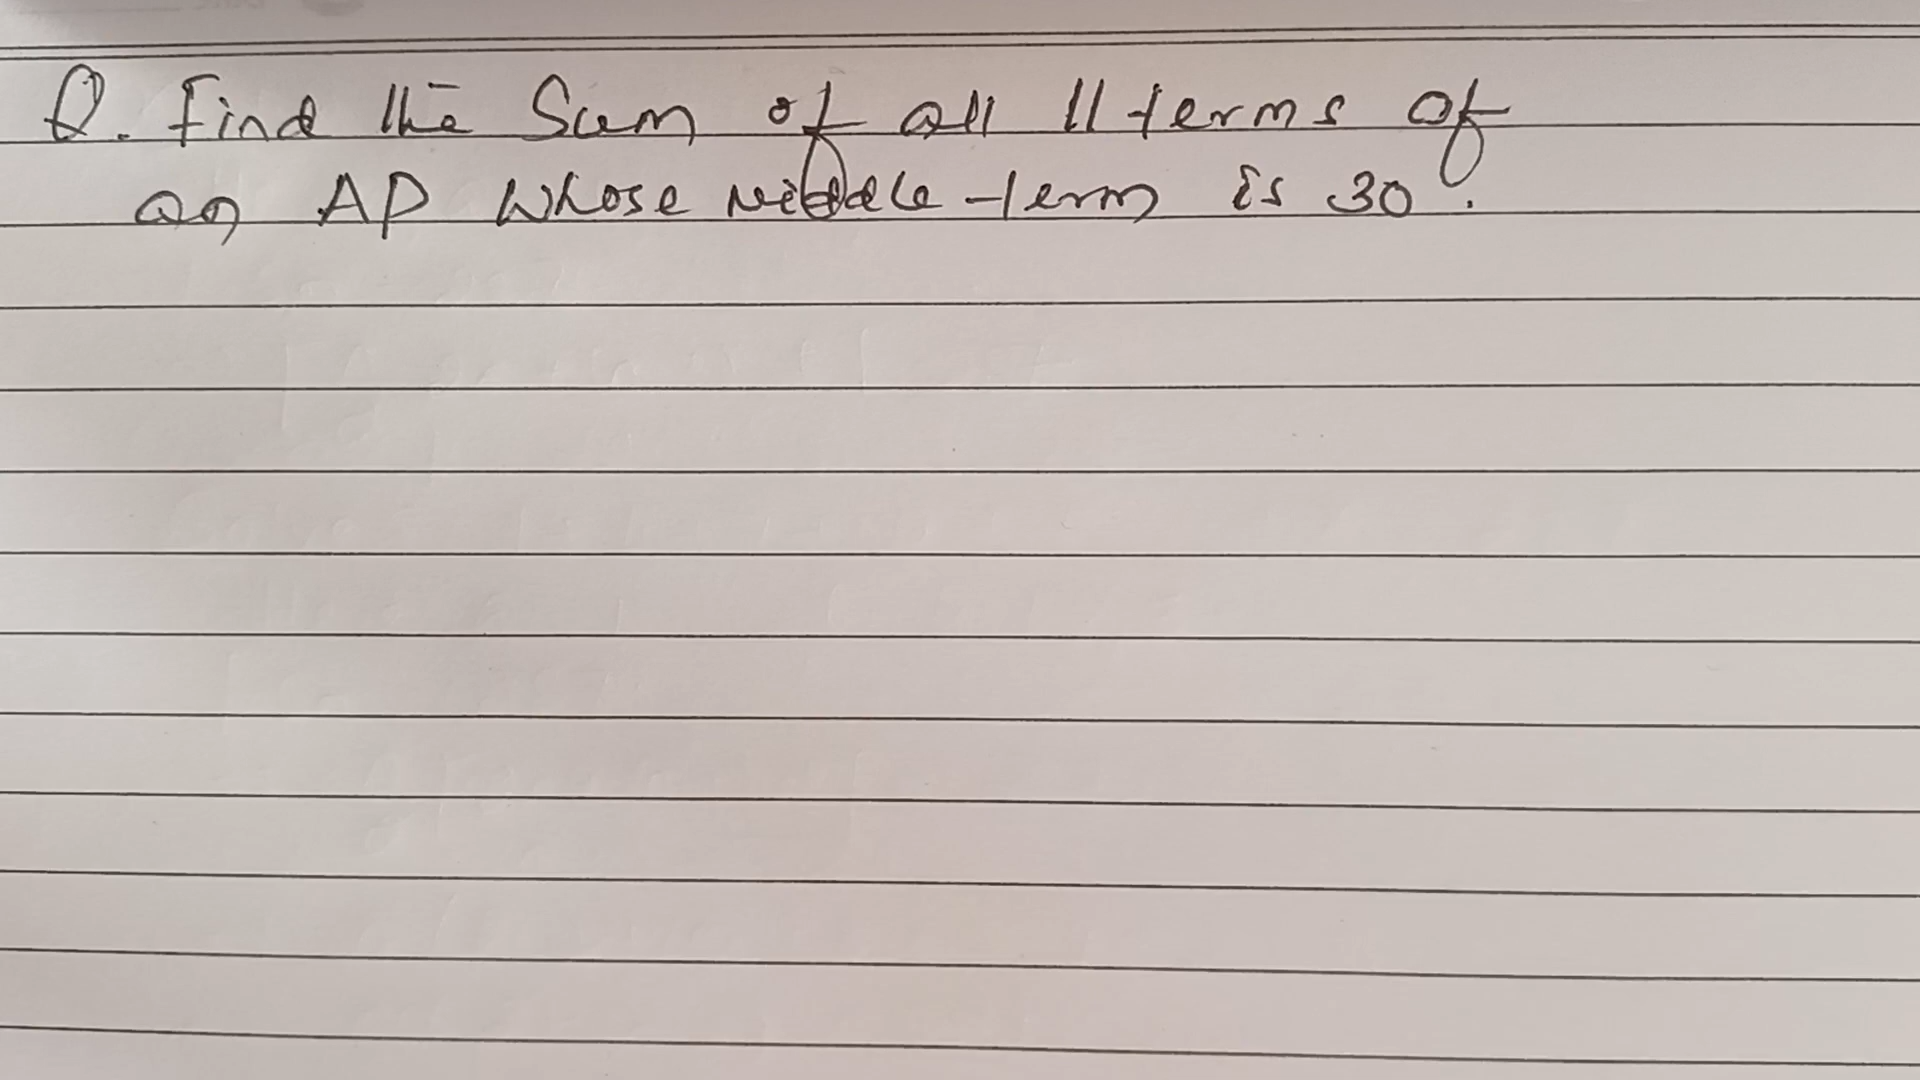 Q. Find the Sum of all 11 terms of
an AP whose middle term is 30.